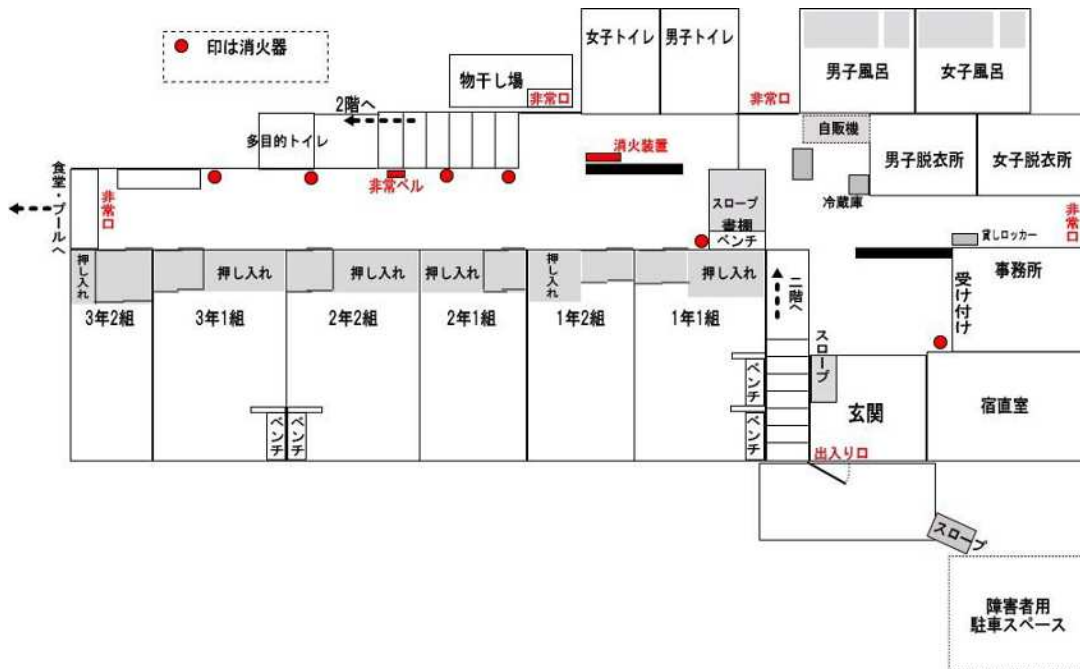 印は消火器
女子トイレ
男子トイレ
男子風呂
女子風呂
物干し場
非常口
非常口
2階へ
多目的トイレ
消火装置
自販機
男子脱衣所
女子脱衣所
非常ベル
食堂・プールへ
非常口
スロープ
書棚
ベンチ
冷蔵庫
非常口
貸しロッカー
事務所
受け付け
押し入れ
押し入れ
押し入れ
押し入れ
押し入れ
押し入れ
二階へ
3年2組
3年1組
2年2組
2年1組
1年2組
1年1組
スロープ
ベンチ
ベンチ
ベンチ
ベンチ
玄関
宿直室
出入り口
スロープ
障害者用
駐車スペース